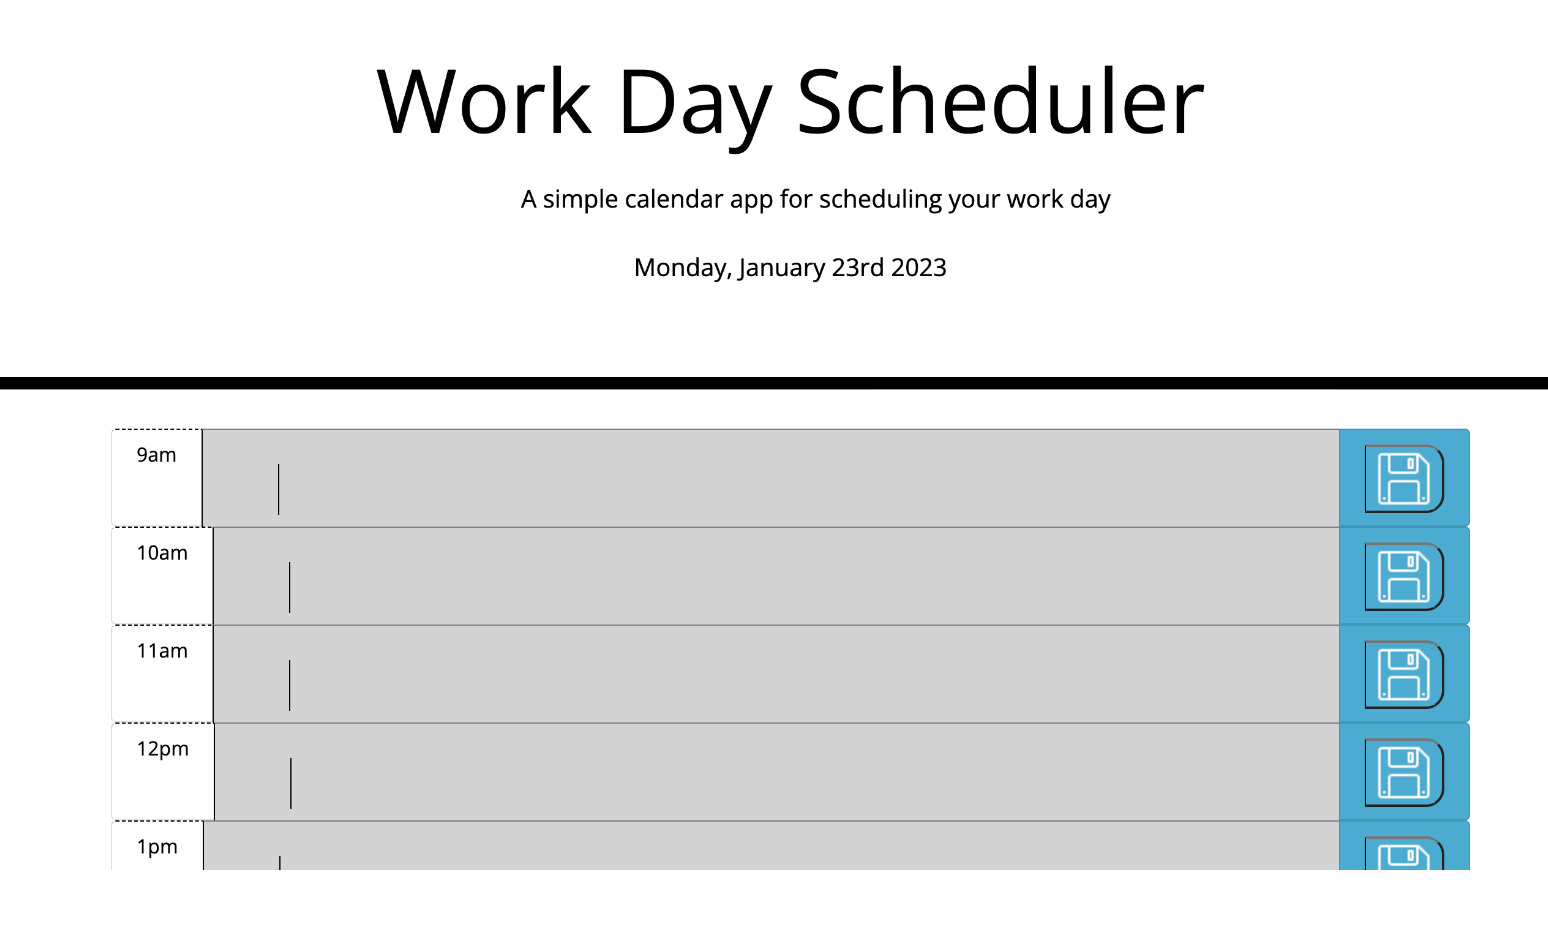 Work Day Scheduler
A simple calendar app for scheduling your work day
Monday, January 23rd 2023
9am
10am
11am
12pm
1pm